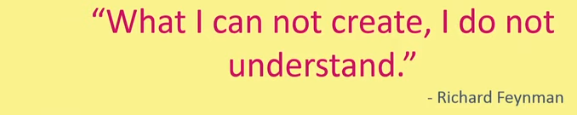 “What I can not create, I do not
understand.”
- Richard Feynman